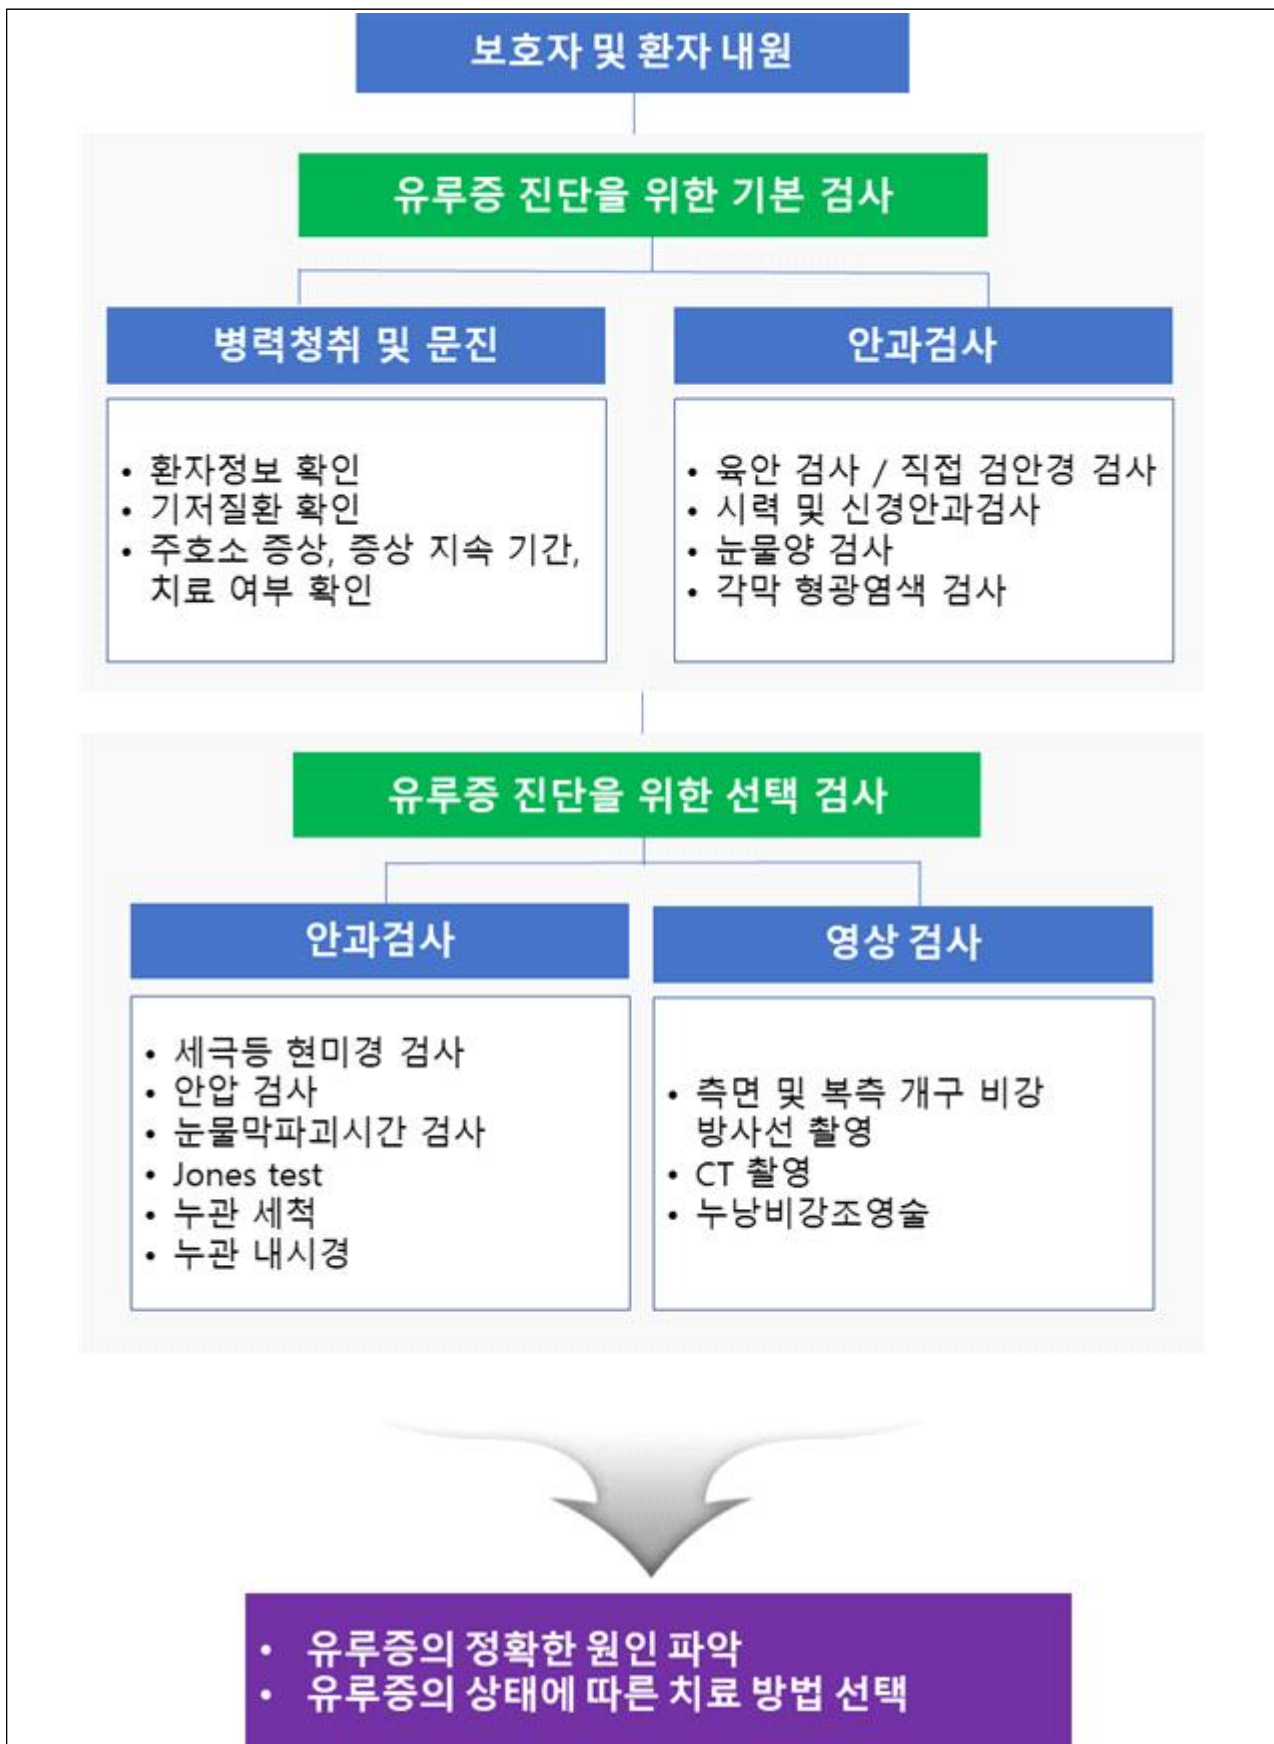 보호자 및 환자 내원
유루증 진단을 위한 기본 검사
병력청취 및 문진
• 환자정보 확인
• 기저질환 확인
• 주호소 증상, 증상 지속 기간,
치료 여부 확인
안과검사
• 육안 검사 / 직접 검안경 검사
• 시력 및 신경안과검사
• 눈물양 검사
• 각막 형광염색 검사
유루증 진단을 위한 선택 검사
안과검사
• 세극등 현미경 검사
• 안압 검사
• 눈물막파괴시간 검사
• Jones test
• 누관 세척
• 누관 내시경
영상 검사
• 측면 및 복측 개구 비강
방사선 촬영
• CT 촬영
• 누낭비강조영술
• 유루증의 정확한 원인 파악
• 유루증의 상태에 따른 치료 방법 선택